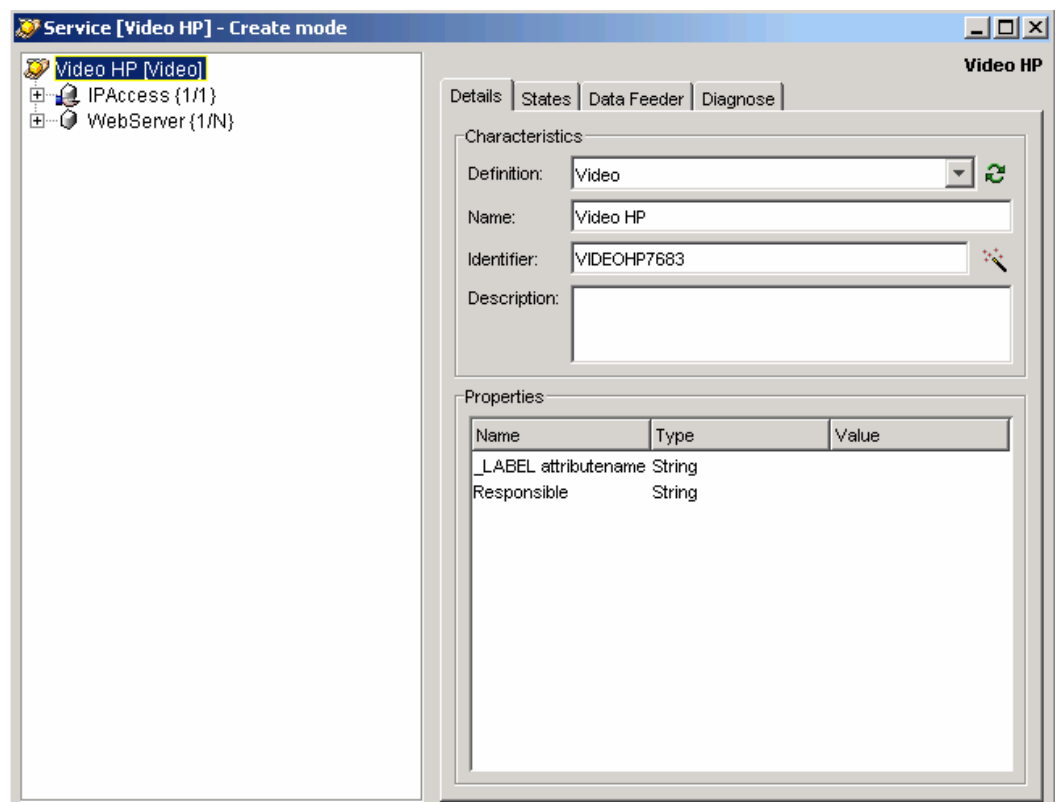 Service [Video HP] - Create mode
Video HP [Video]
IPAccess {1/1}
WebServer {1/N}
Video HP
Details States Data Feeder Diagnose
Characteristics
Definition: Video
Name: Video HP
Identifier: VIDEOHP7683
Description:
Properties
Name Type Value
_LABEL attributename String
Responsible String